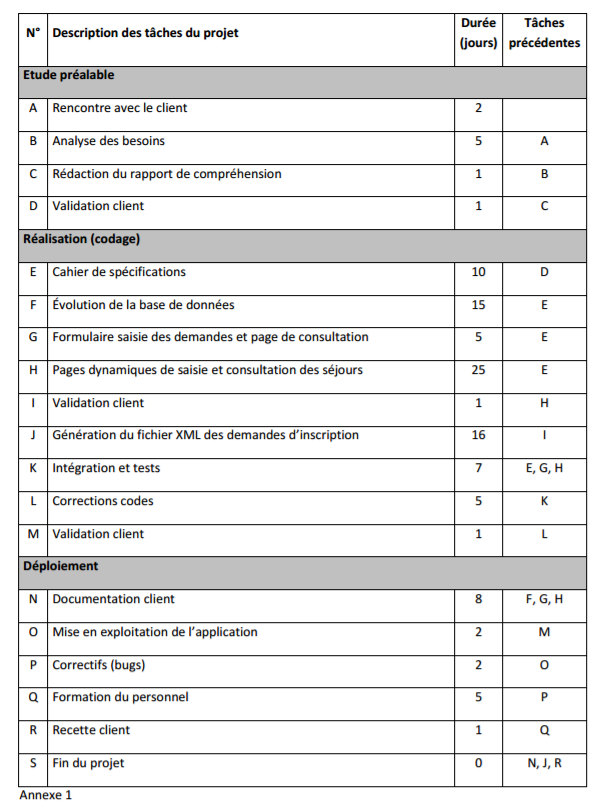 N° Description des tâches du projet Durée (jours) Tâches précédentes
Etude préalable
A Rencontre avec le client 2
B Analyse des besoins 5 A
C Rédaction du rapport de compréhension 1 B
D Validation client 1 C
Réalisation (codage)
E Cahier de spécifications 10 D
F Évolution de la base de données 15 E
G Formulaire saisie des demandes et page de consultation 5 E
H Pages dynamiques de saisie et consultation des séjours 25 E
I Validation client 1 H
J Génération du fichier XML des demandes d'inscription 16 I
K Intégration et tests 7 E, G, H
L Corrections codes 5 K
M Validation client 1 L
Déploiement
N Documentation client 8 F, G, H
O Mise en exploitation de l'application 2 M
P Correctifs (bugs) 2 O
Q Formation du personnel 5 P
R Recette client 1 Q
S Fin du projet 0 N, J, R
Annexe 1